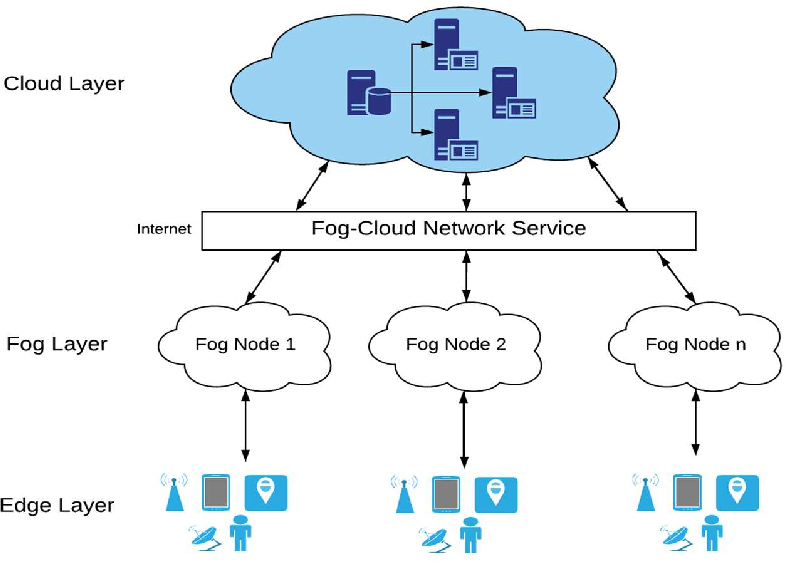 Cloud Layer
Internet
Fog-Cloud Network Service
Fog Layer
Fog Node 1
Fog Node 2
Fog Node n
Edge Layer